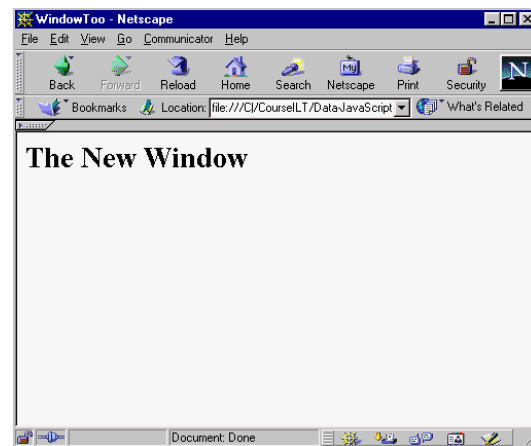 WindowToo - Netscape
File Edit View Go Communicator Help
Back Forward Reload Home Search My Netscape Print Security N
Bookmarks Location: file:///C|/CourseILT/Data-JavaScript What's Related
The New Window
Document: Done